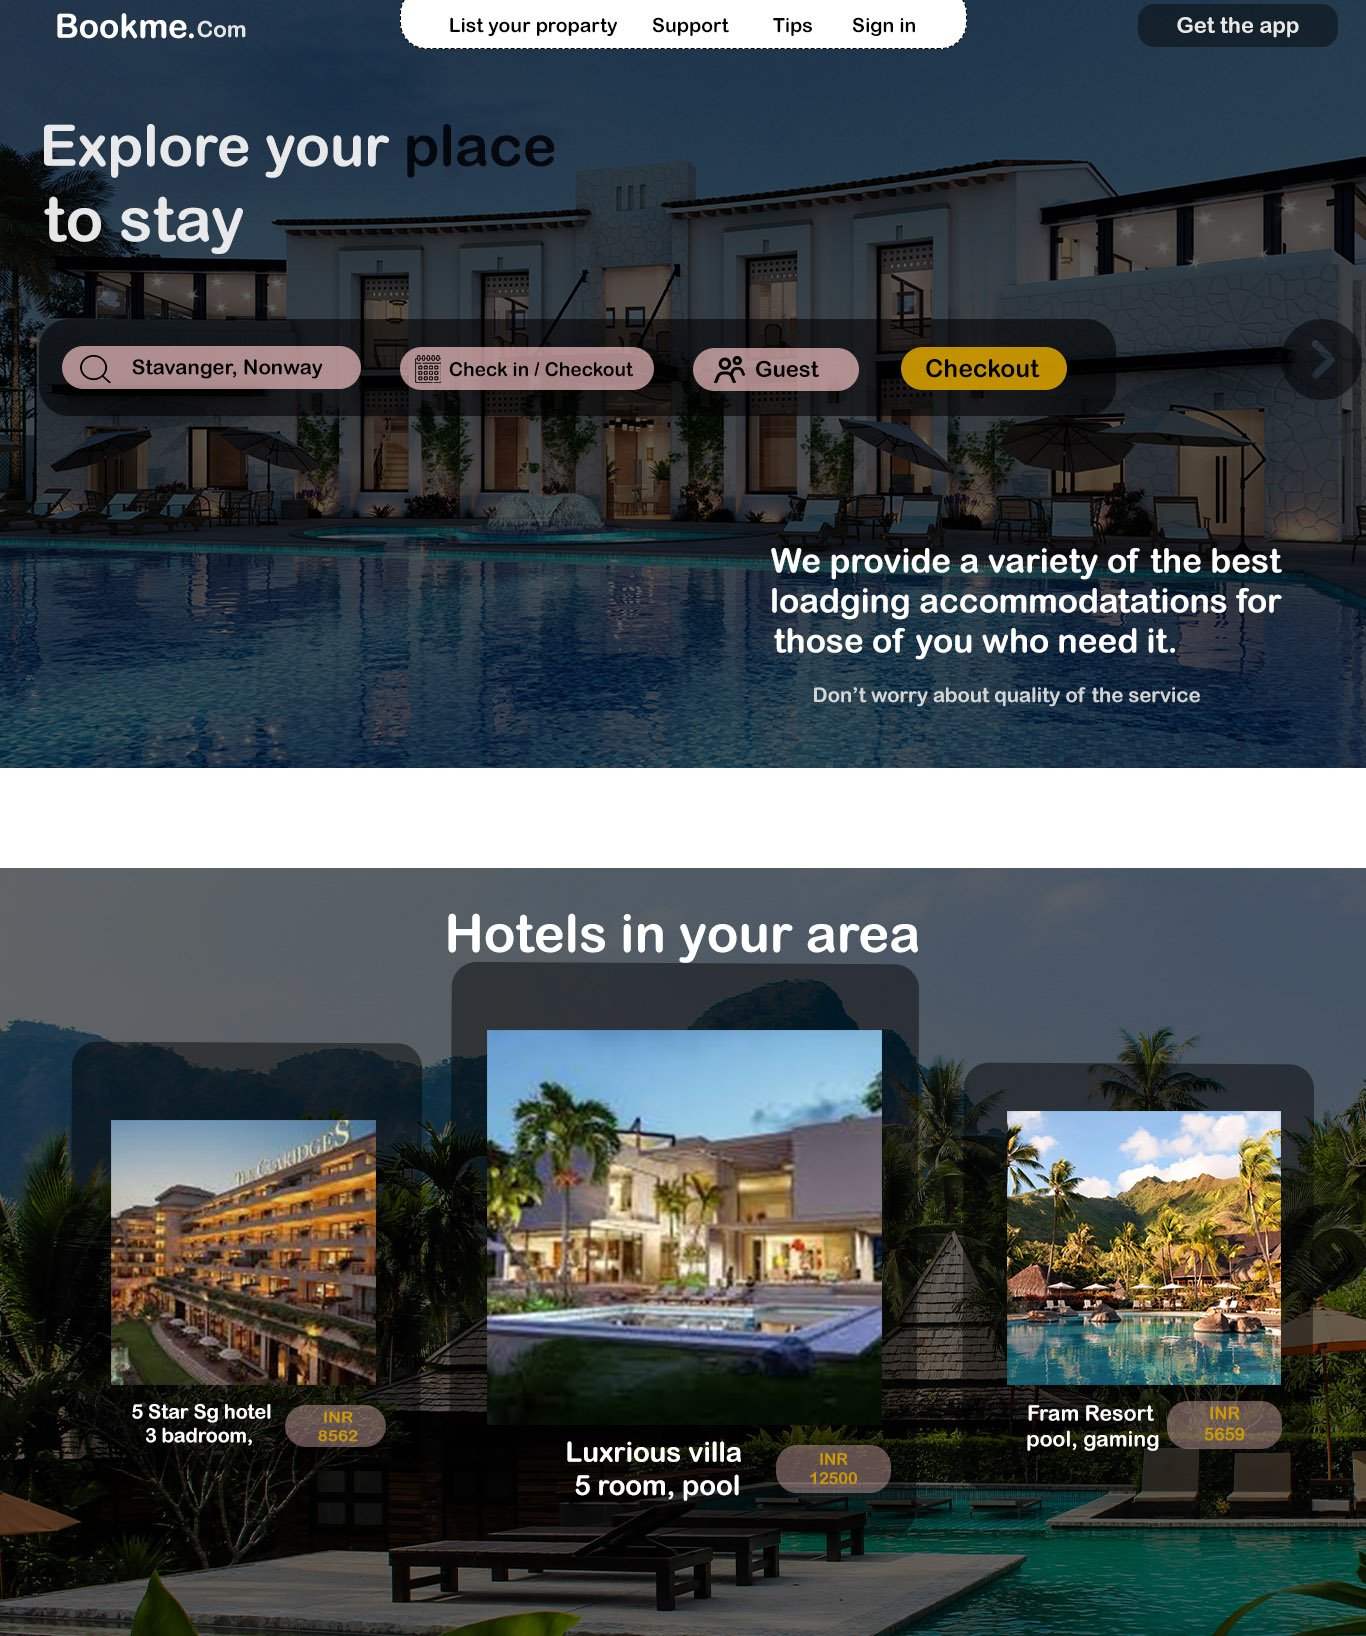 Bookme.Com
List your property
Support
Tips
Sign in
Get the app
Explore your place
to stay
Stavanger, Nonway
Check in / Checkout
Guest
Checkout
We provide a variety of the best
loadging accommodatations for
those of you who need it.
Don't worry about quality of the service
Hotels in your area
THE CLARIDGES
5 Star Sg hotel
3 badroom,
INR
8562
Luxrious villa
5 room, pool
INR
12500
Fram Resort
pool, gaming
INR
5659